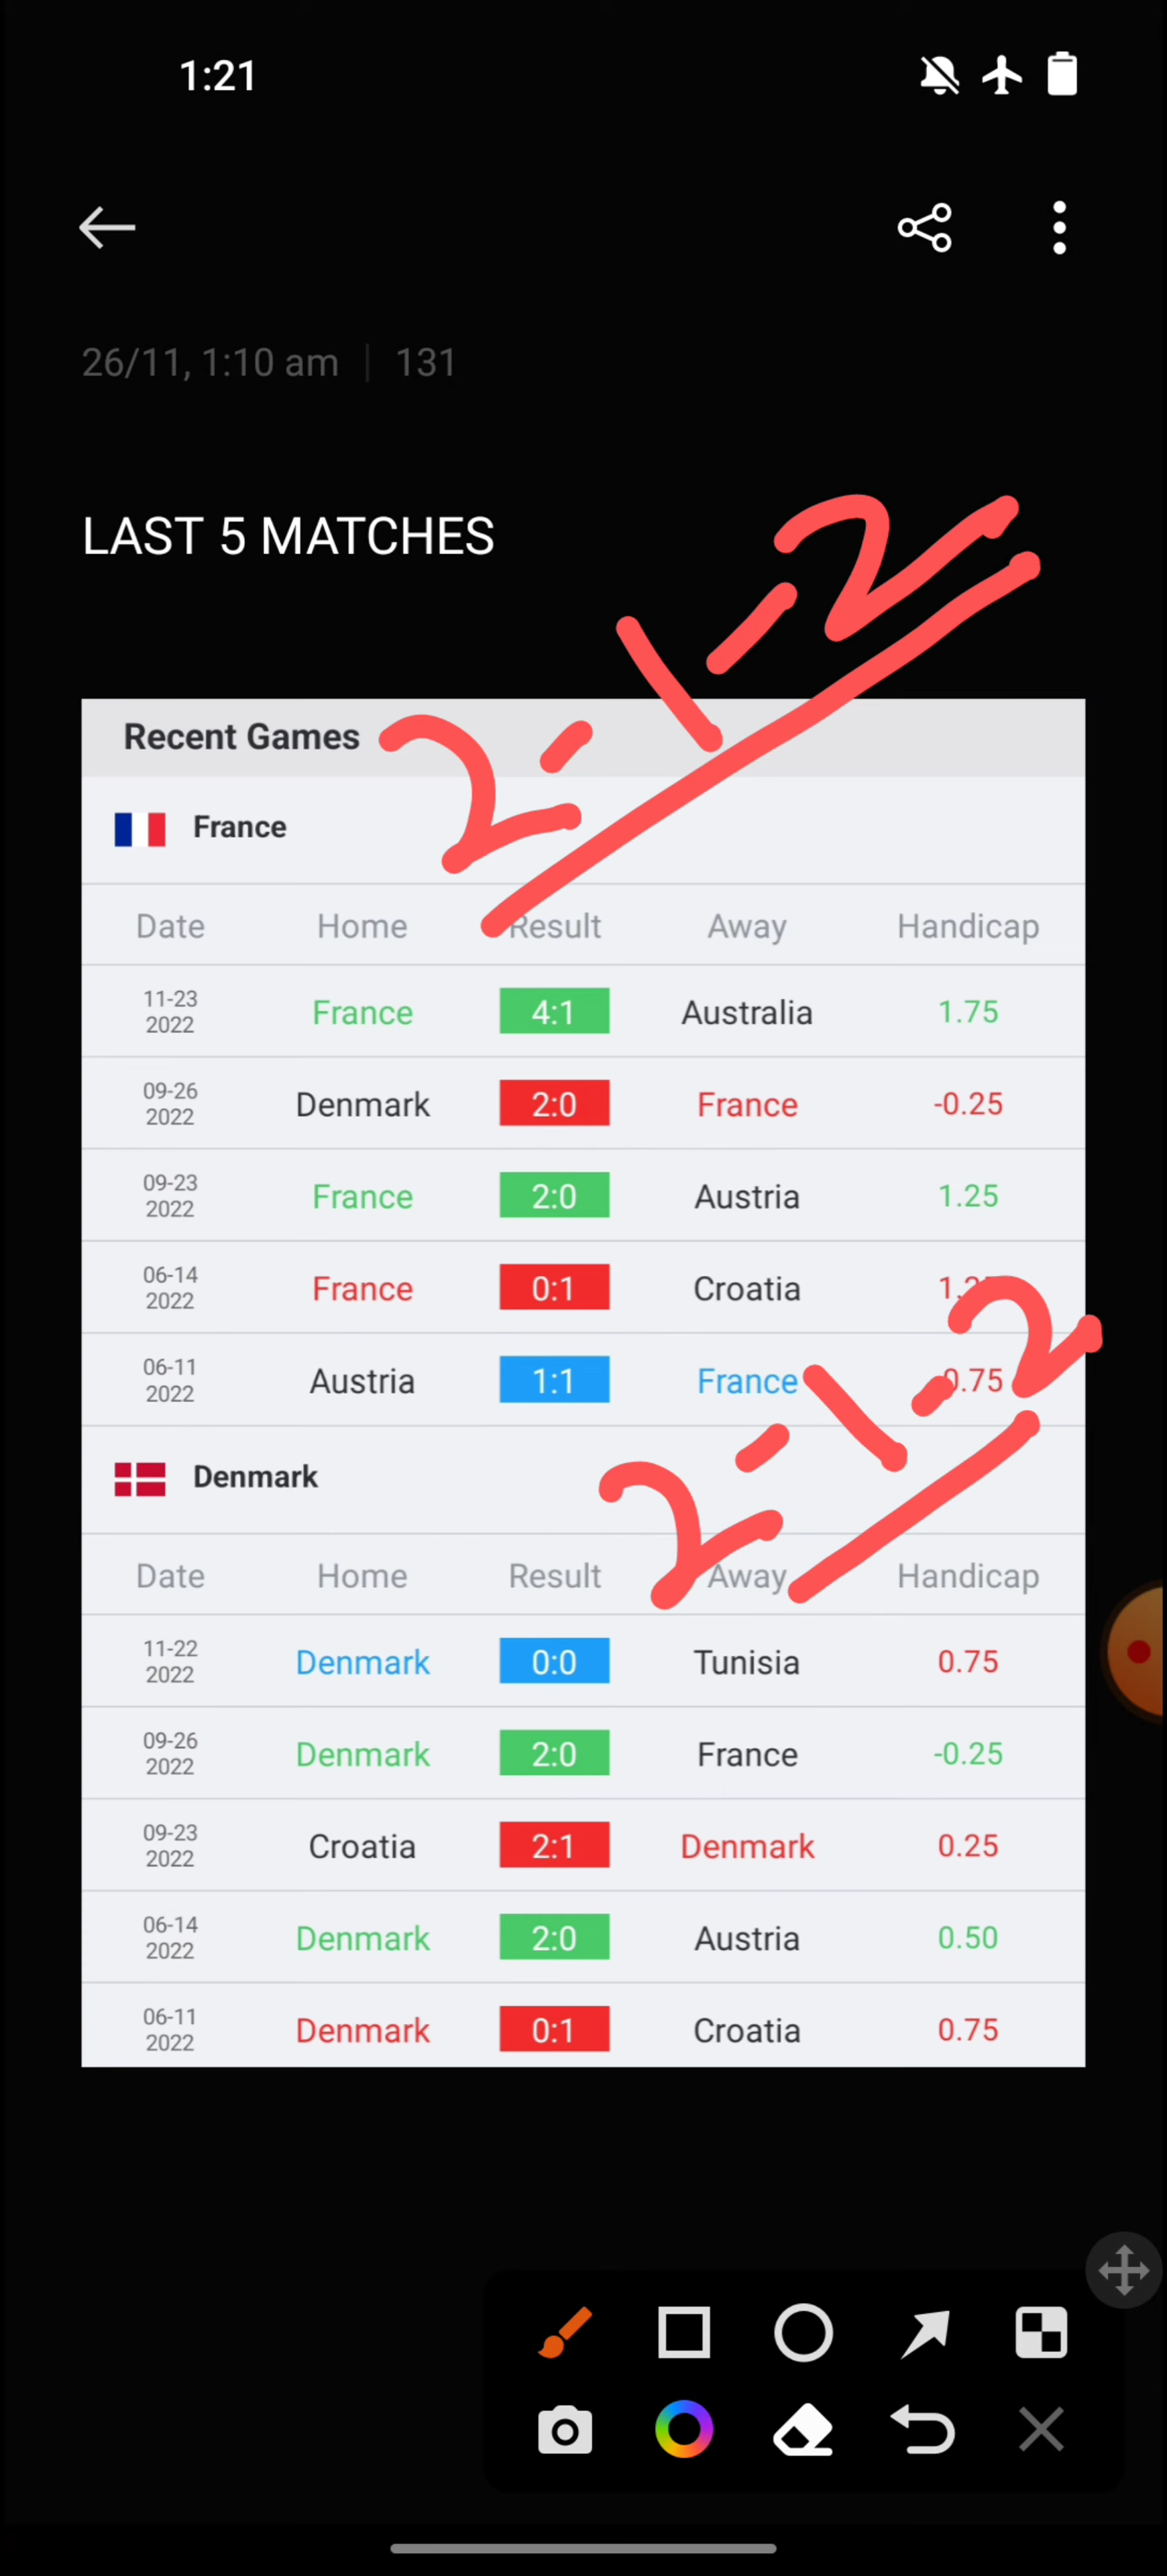 1:21
26/11, 1:10 am | 131
LAST 5 MATCHES
2-1-2
Recent Games
France
Date Home Result Away Handicap
11-23 2022 France 4:1 Australia 1.75
09-26 2022 Denmark 2:0 France -0.25
09-23 2022 France 2:0 Austria 1.25
06-14 2022 France 0:1 Croatia
06-11 2022 Austria 1:1 France 0.75
2-1-2
Denmark
Date Home Result Away Handicap
11-22 2022 Denmark 0:0 Tunisia 0.75
09-26 2022 Denmark 2:0 France -0.25
09-23 2022 Croatia 2:1 Denmark 0.25
06-14 2022 Denmark 2:0 Austria 0.50
06-11 2022 Denmark 0:1 Croatia 0.75